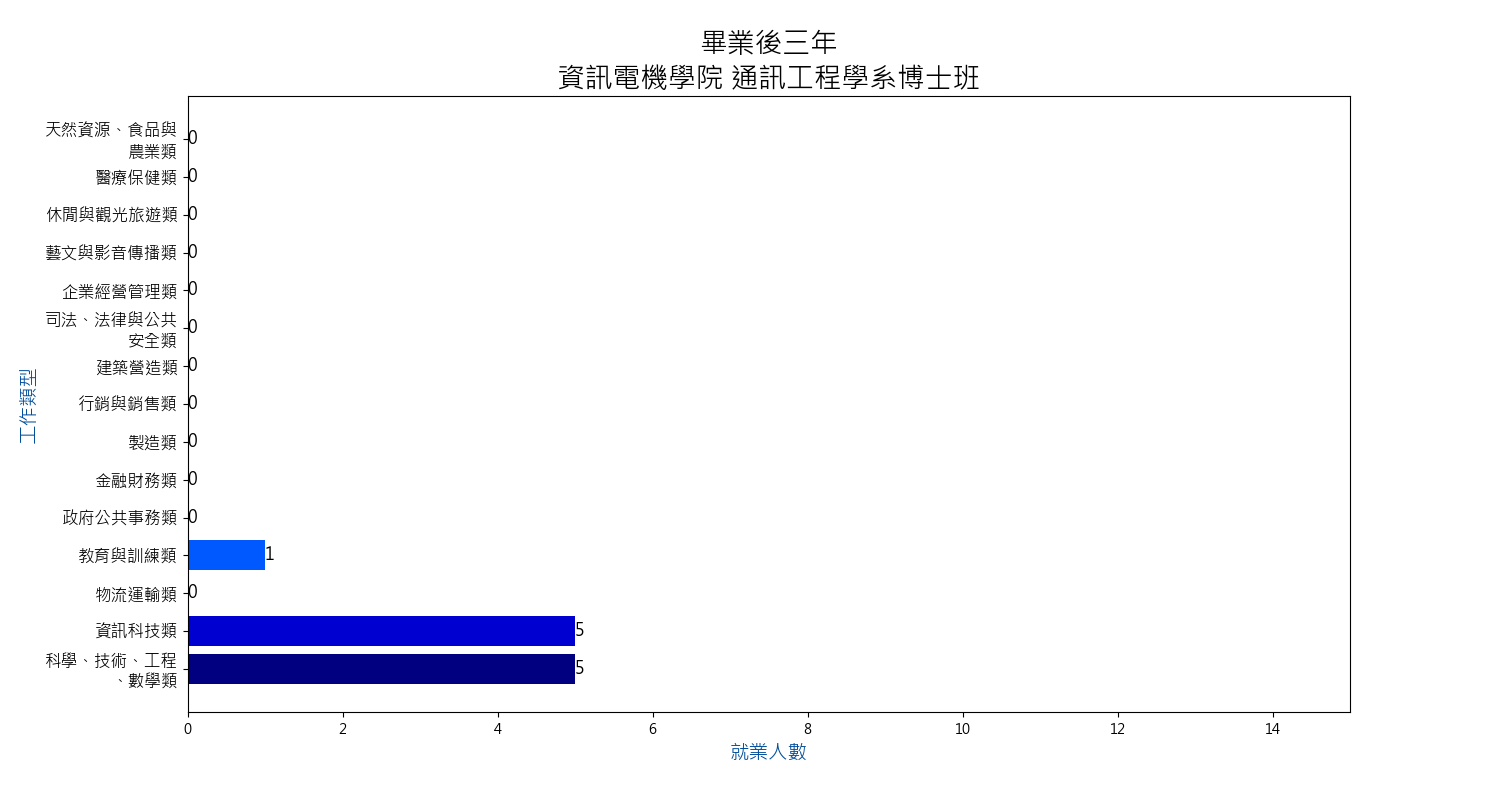 畢業後三年
資訊電機學院 通訊工程學系博士班
天然資源、食品與
農業類
0
醫療保健類
0
休閒與觀光旅遊類
0
藝文與影音傳播類
0
企業經營管理類
0
司法、法律與公共
安全類
0
建築營造類
0
行銷與銷售類
0
製造類
0
金融財務類
0
政府公共事務類
0
教育與訓練類
1
物流運輸類
0
資訊科技類
5
科學、技術、工程
、數學類
5
工作類型
0 2 4 6 8 10 12 14
就業人數